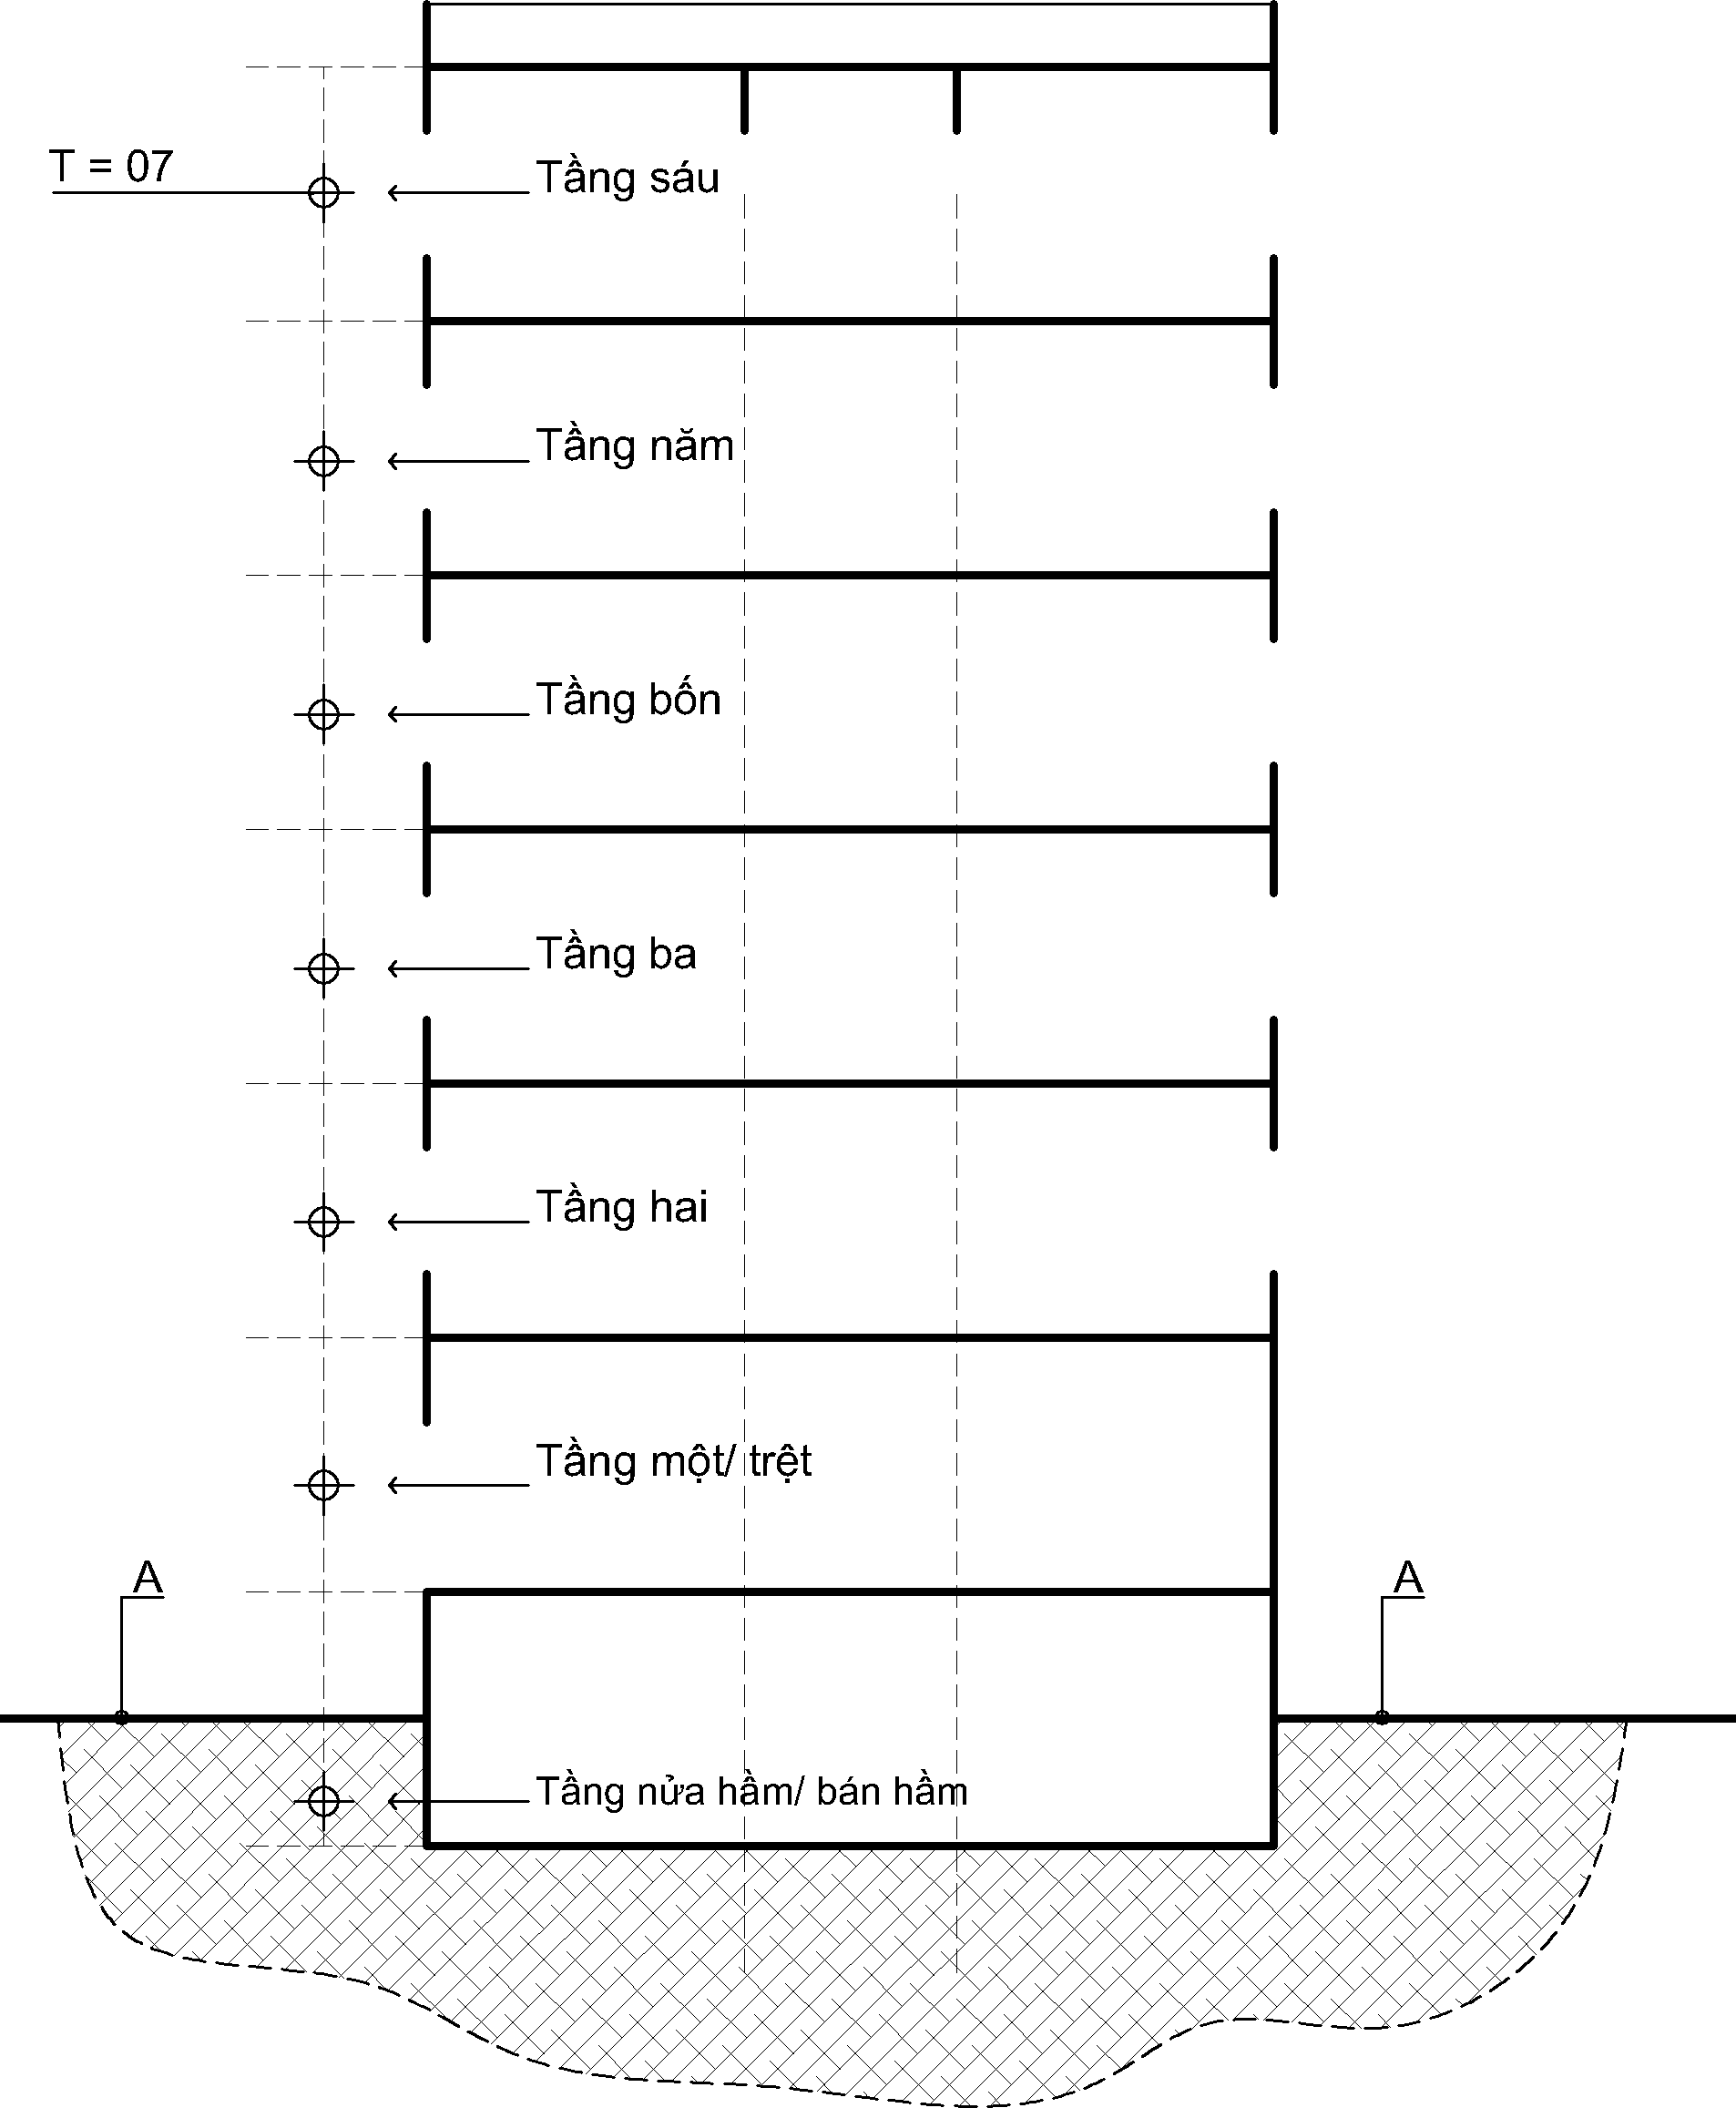 T = 07
Tầng sáu
Tầng năm
Tầng bốn
Tầng ba
Tầng hai
Tầng một/ trệt
A
A
Tầng nửa hầm/ bán hầm